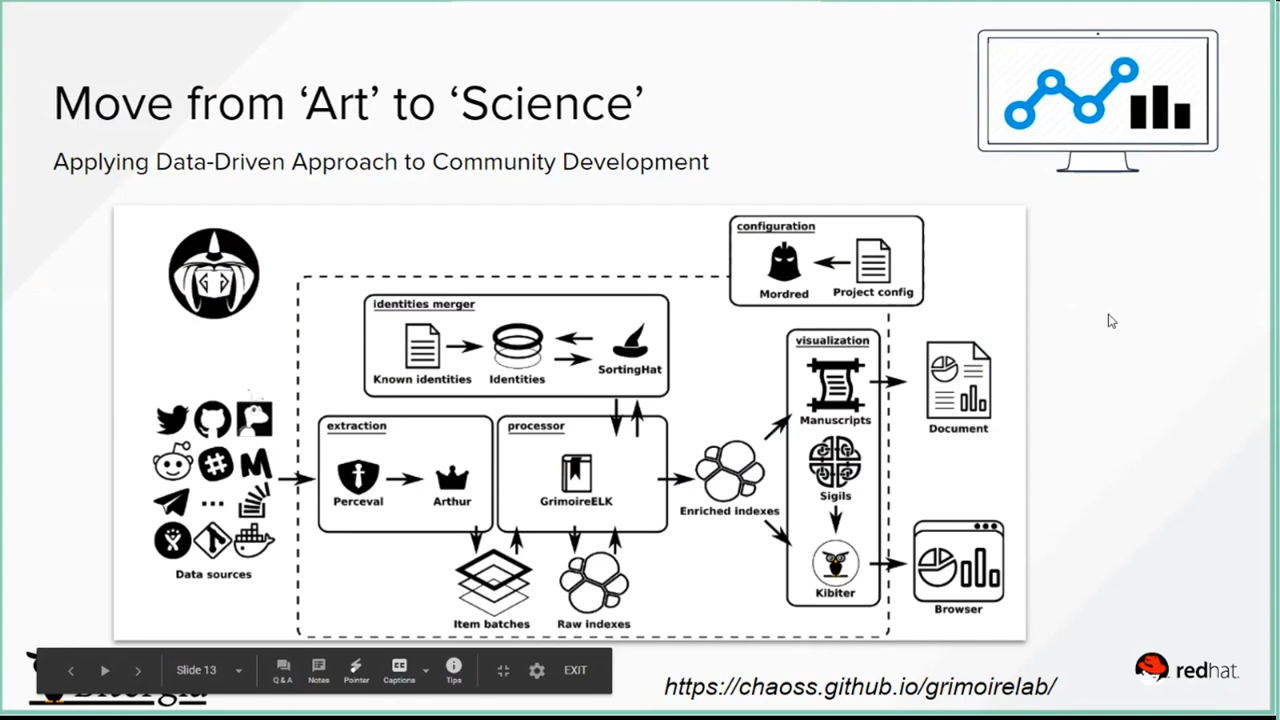 Move from ‘Art’ to ‘Science’
Applying Data-Driven Approach to Community Development
configuration
Mordred
Project config
identities merger
Known identities
Identities
SortingHat
visualization
Manuscripts
Document
extraction
Perceval
Arthur
processor
GrimoireELK
Enriched indexes
Sigils
Data sources
Item batches
Raw indexes
Kibiter
Browser
Slide 13
Q & A
Notes
Pointer
CC
Captions
Tips
EXIT
https://chaoss.github.io/grimoirelab/
redhat.